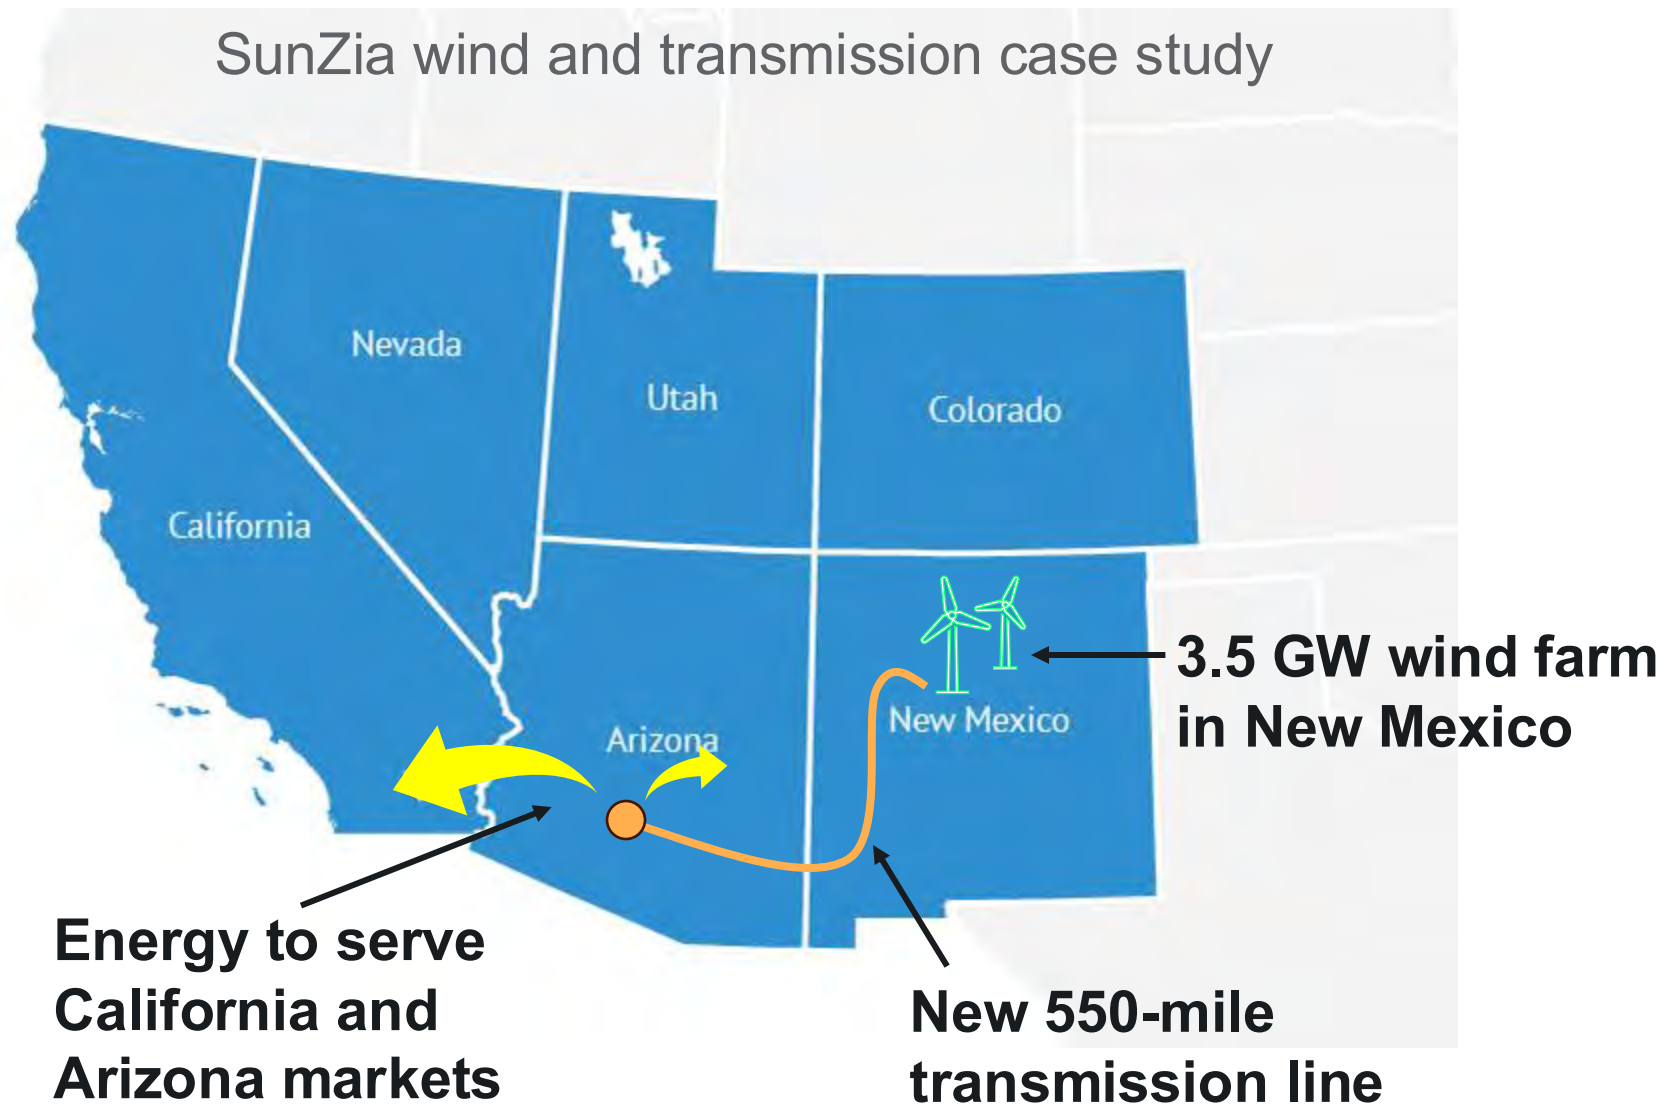 SunZia wind and transmission case study
Nevada
Utah
Colorado
California
Arizona
New Mexico
3.5 GW wind farm
in New Mexico
Energy to serve
California and
Arizona markets
New 550-mile
transmission line